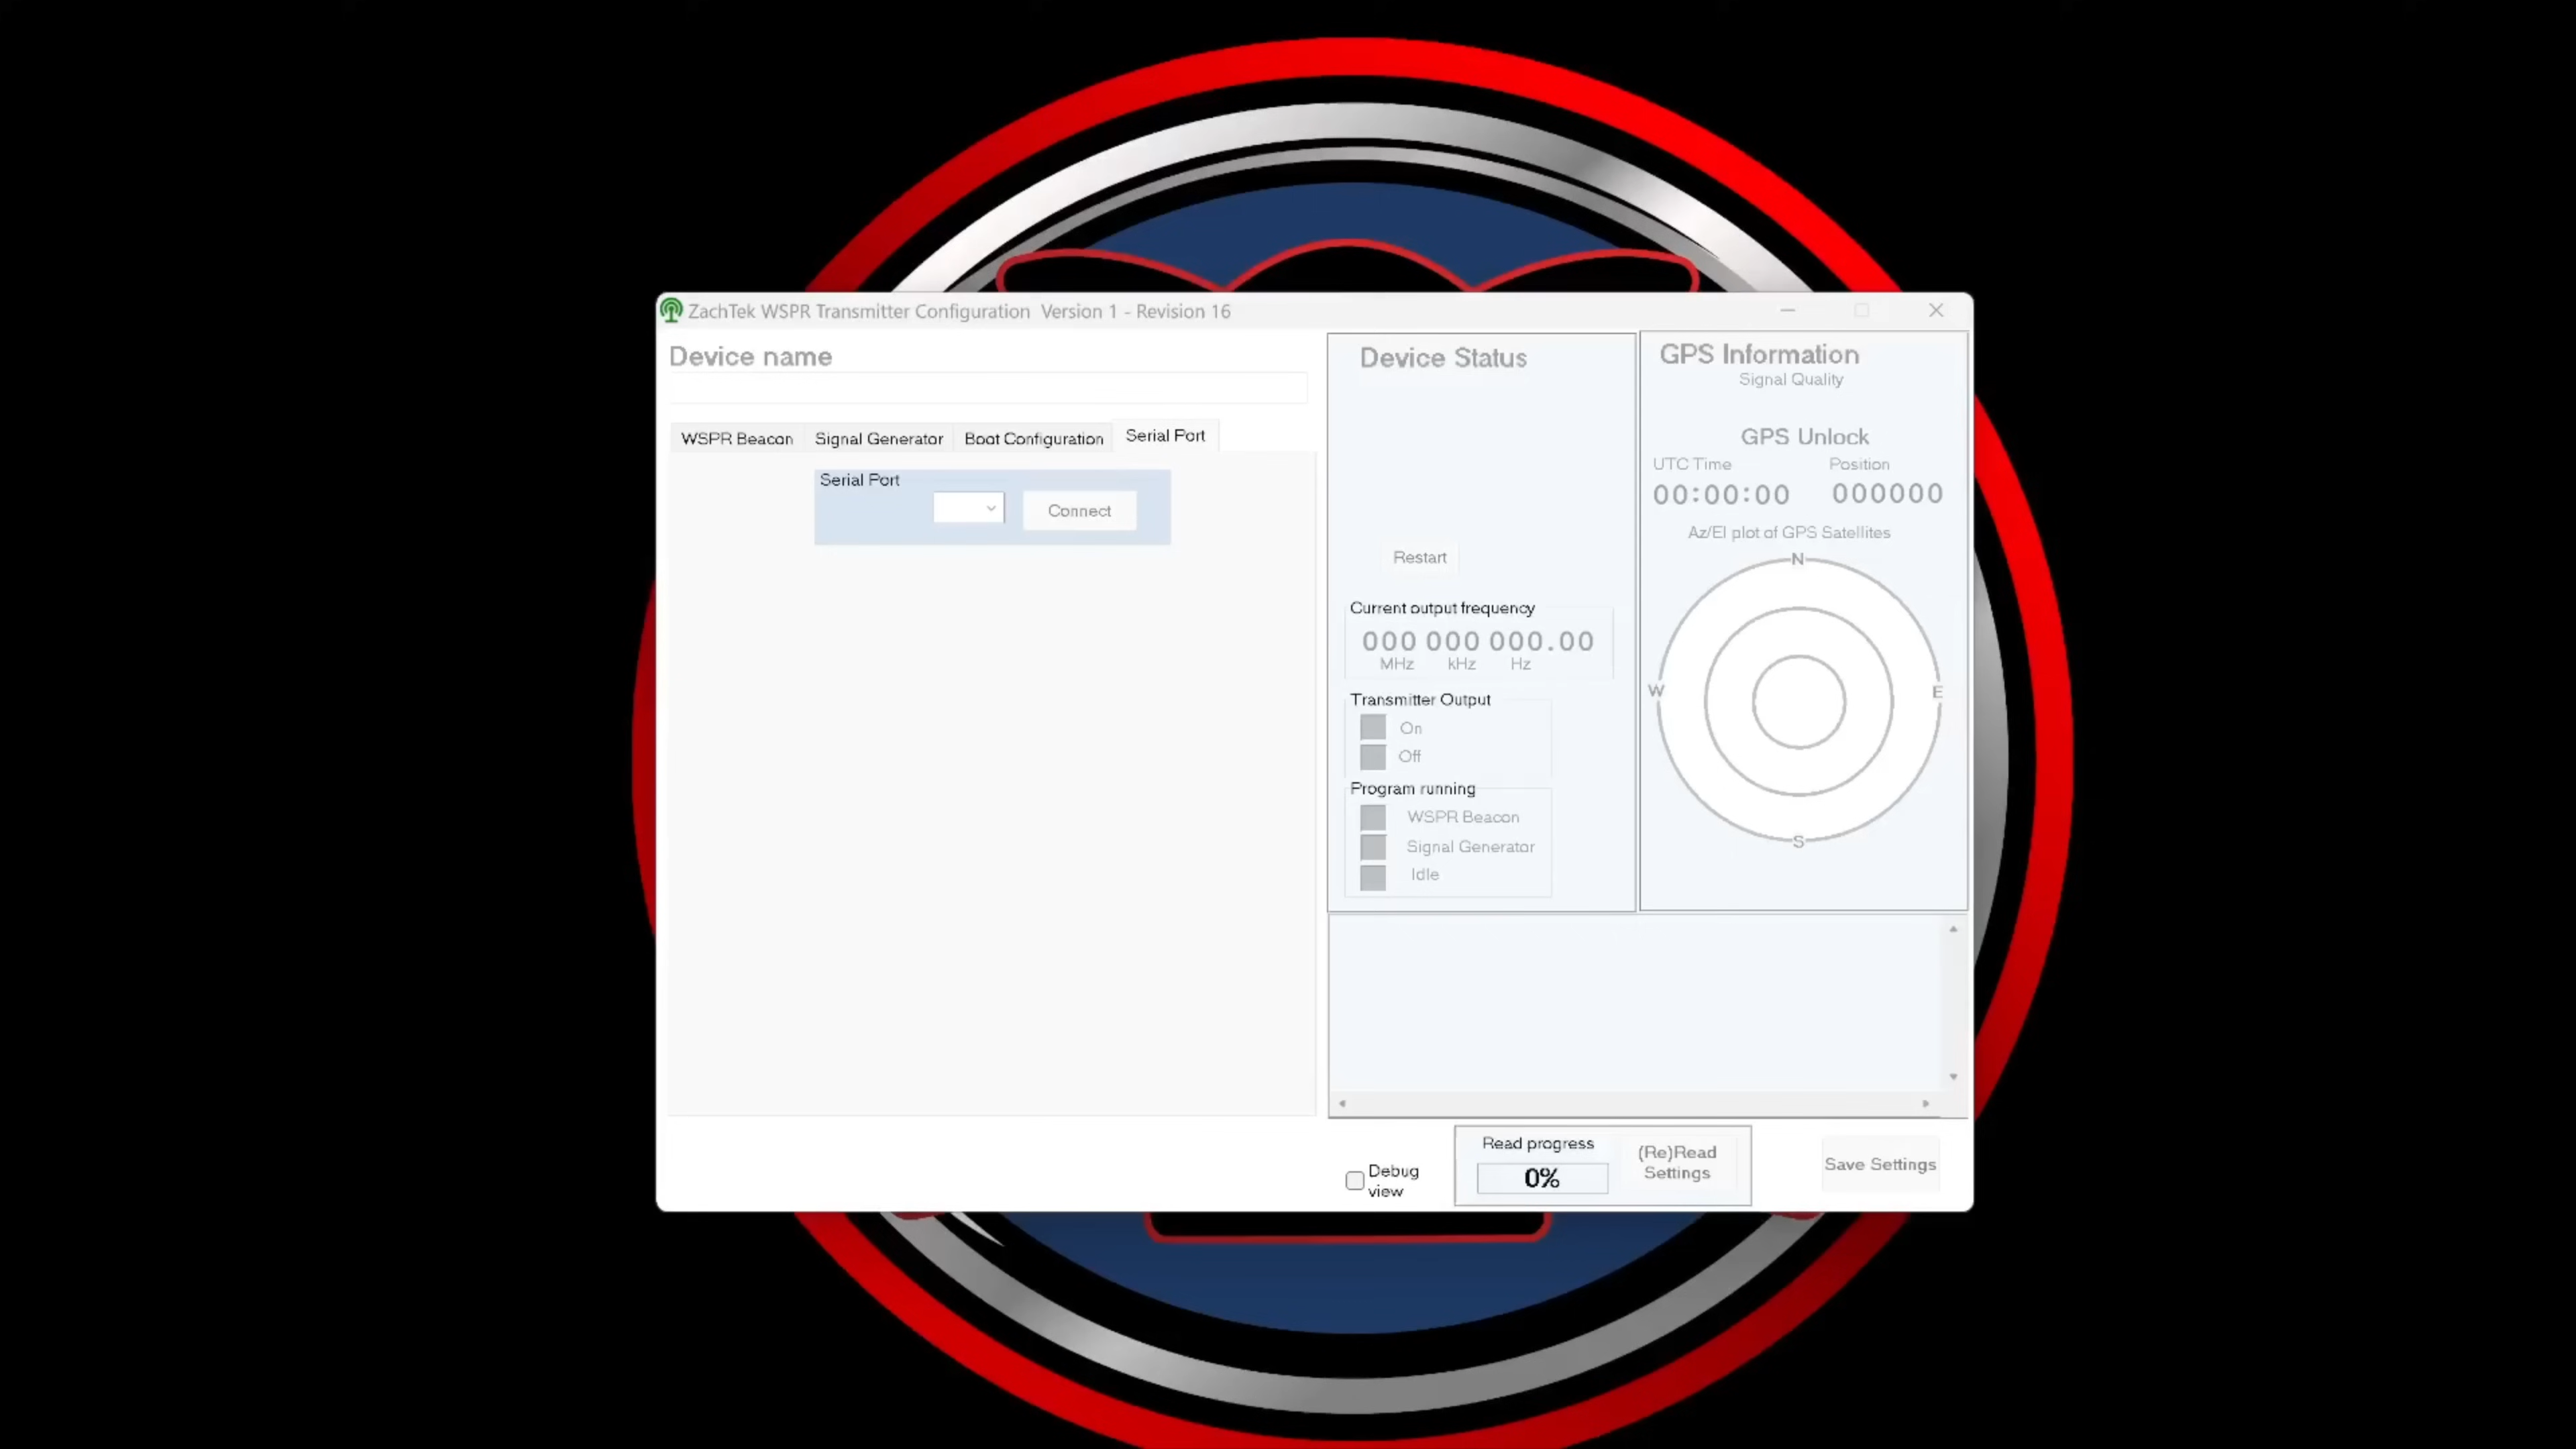 ZachTek WSPR Transmitter Configuration  Version 1 - Revision 16
Device name
WSPR Beacon
Signal Generator
Boot Configuration
Serial Port
Serial Port
Connect
Device Status
Restart
Current output frequency
000 000 000.00
MHz kHz Hz
Transmitter Output
On
Off
Program running
WSPR Beacon
Signal Generator
Idle
GPS Information
Signal Quality
GPS Unlock
UTC Time Position
00:00:00 000000
Az/El plot of GPS Satellites
N
W E
S
Debug
view
Read progress
0%
(Re)Read
Settings
Save Settings